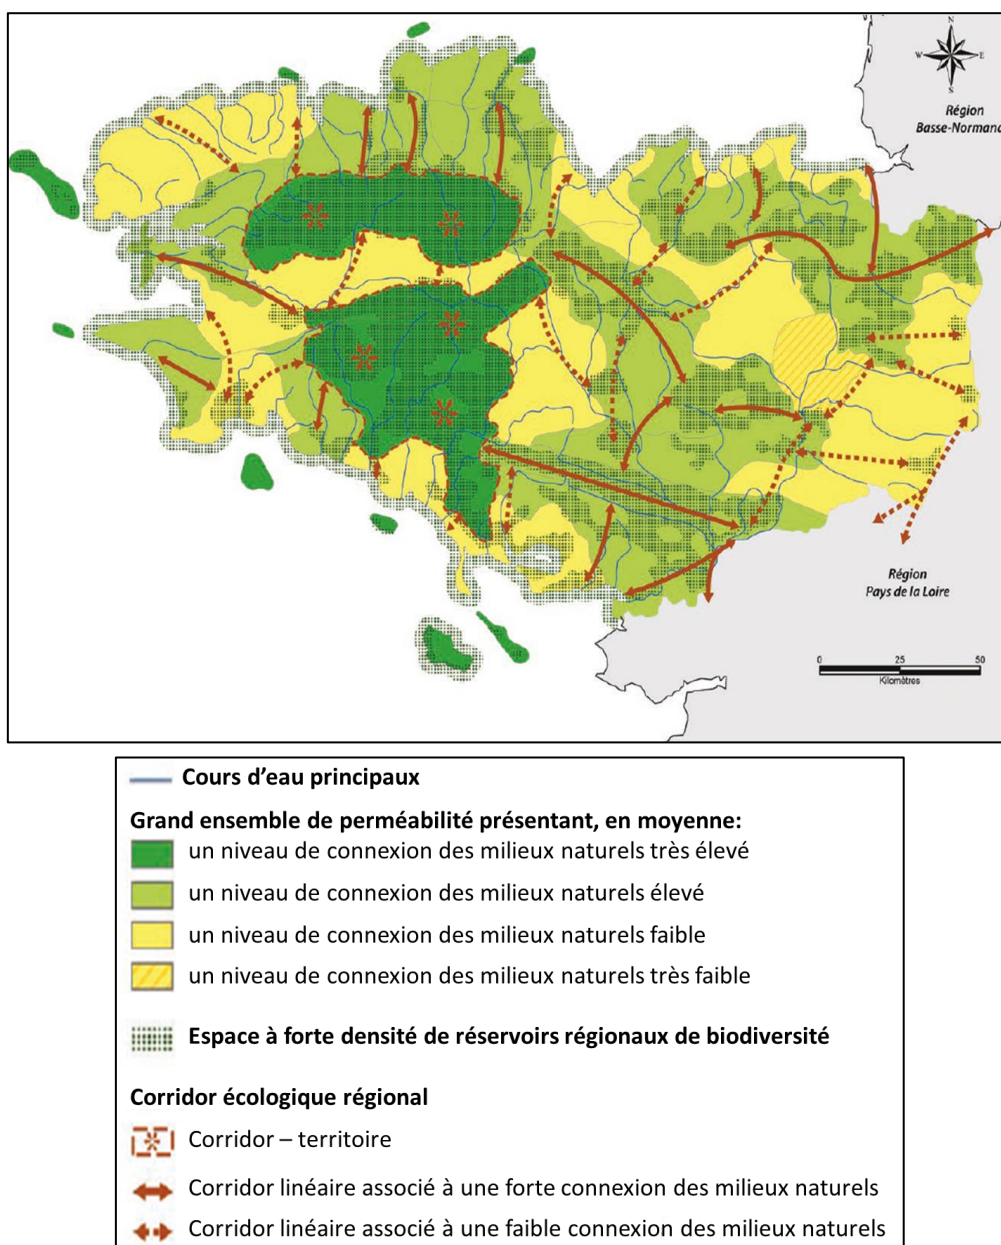 N
W E
S
Région
Basse-Normand
Région
Pays de la Loire
0 25 50
Kilomètres
Cours d'eau principaux
Grand ensemble de perméabilité présentant, en moyenne:
un niveau de connexion des milieux naturels très élevé
un niveau de connexion des milieux naturels élevé
un niveau de connexion des milieux naturels faible
un niveau de connexion des milieux naturels très faible
Espace à forte densité de réservoirs régionaux de biodiversité
Corridor écologique régional
Corridor – territoire
Corridor linéaire associé à une forte connexion des milieux naturels
Corridor linéaire associé à une faible connexion des milieux naturels